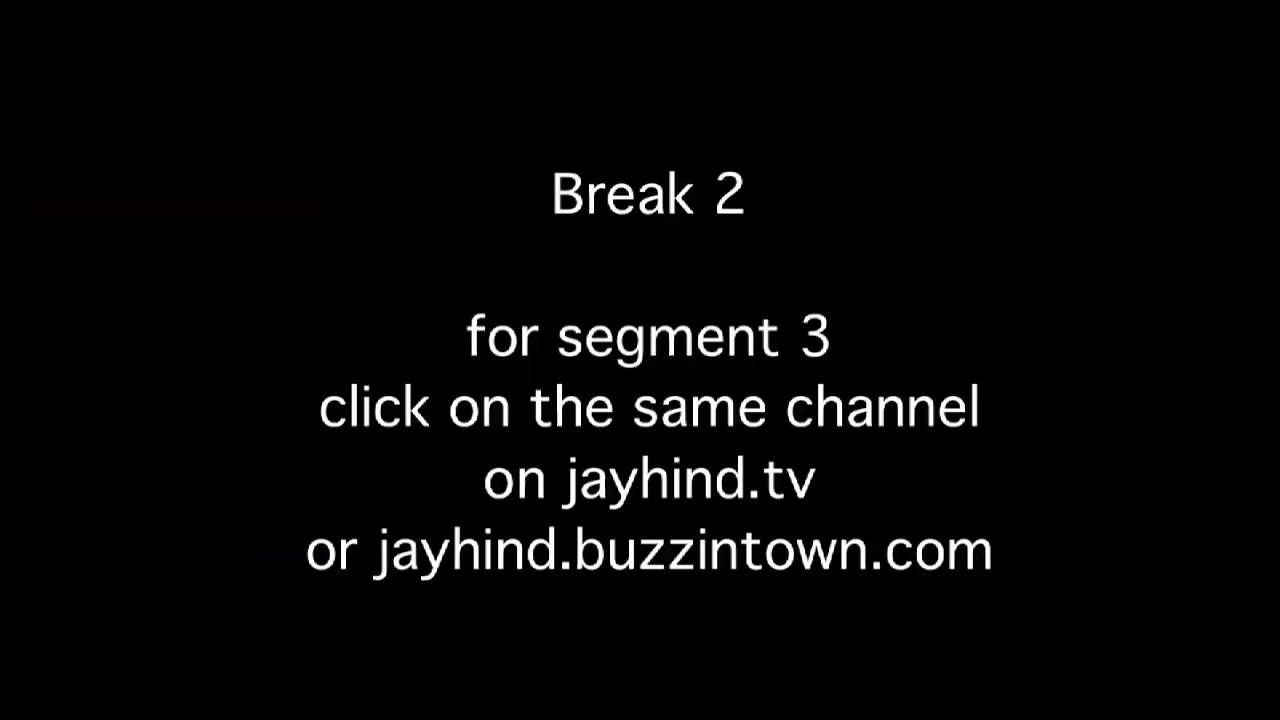 Break 2
for segment 3
click on the same channel
on jayhind.tv
or jayhind.buzzintown.com